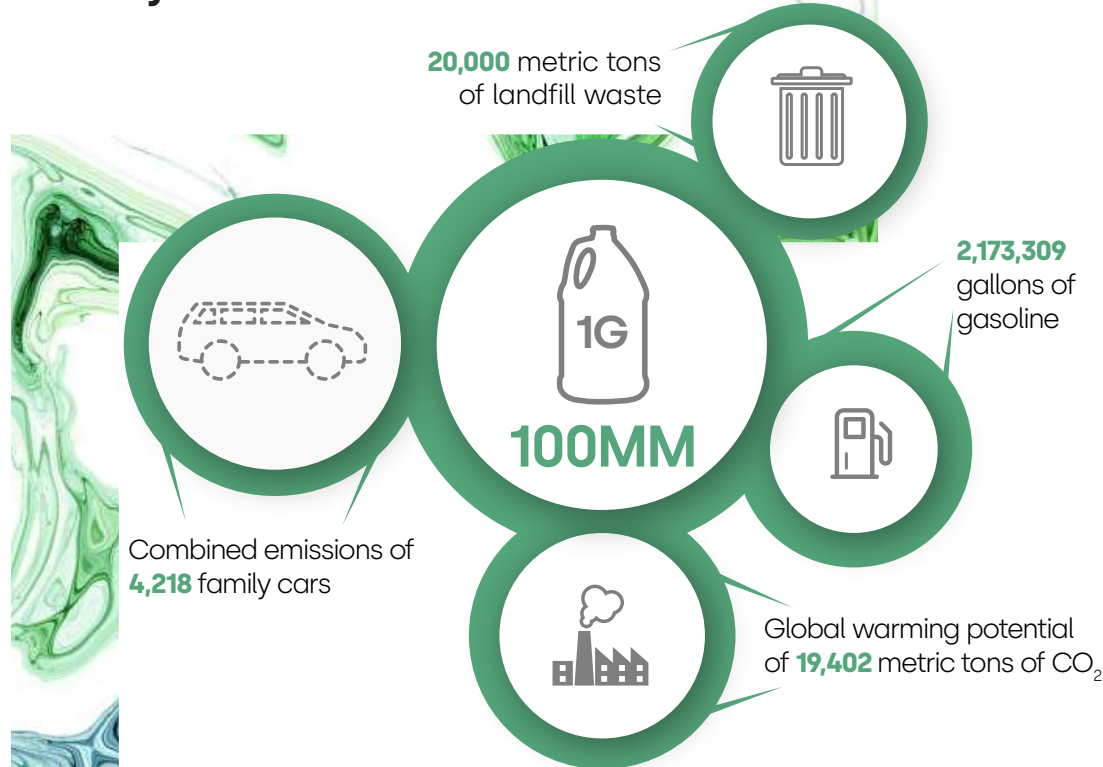 20,000 metric tons
of landfill waste
2,173,309
gallons of
gasoline
1G
100MM
Combined emissions of
4,218 family cars
Global warming potential
of 19,402 metric tons of CO₂